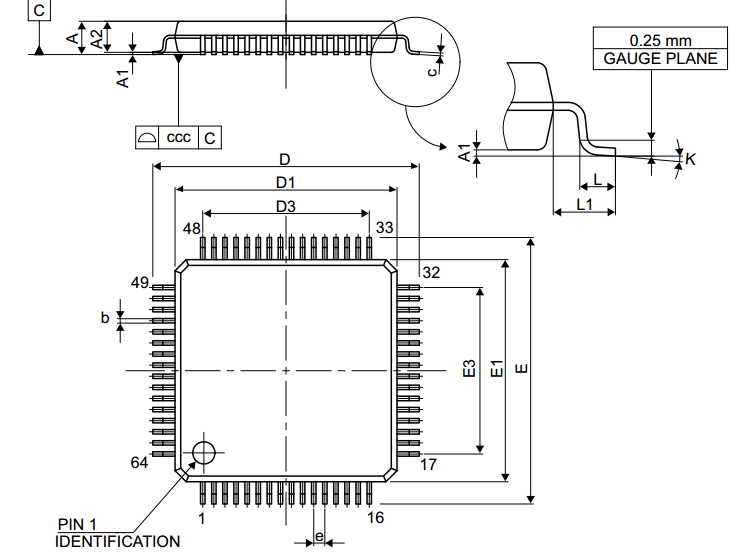 C
A
A2
A1
c
ccc C
0.25 mm
GAUGE PLANE
A1
K
L
L1
D
D1
D3
48
33
49
32
b
E3
E1
E
64
17
PIN 1
IDENTIFICATION
1
16
e